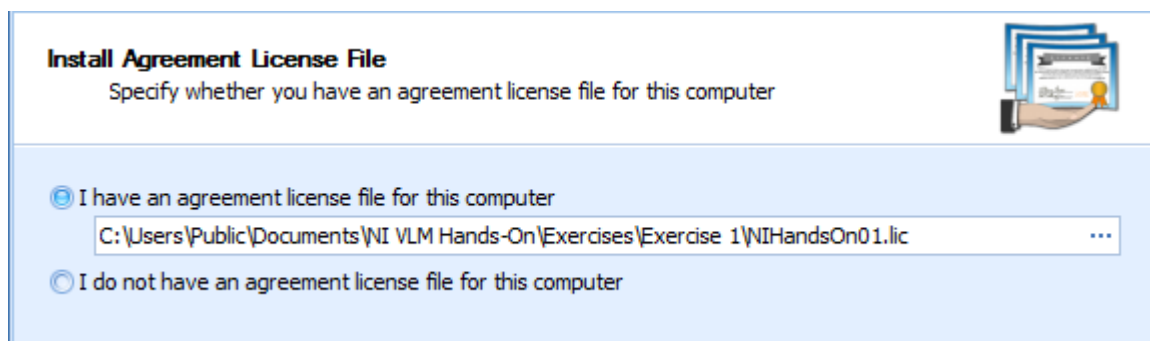 Install Agreement License File
Specify whether you have an agreement license file for this computer
I have an agreement license file for this computer
C:\Users\Public\Documents\NI VLM Hands-On\Exercises\Exercise 1\NIHandsOn01.lic ...
I do not have an agreement license file for this computer